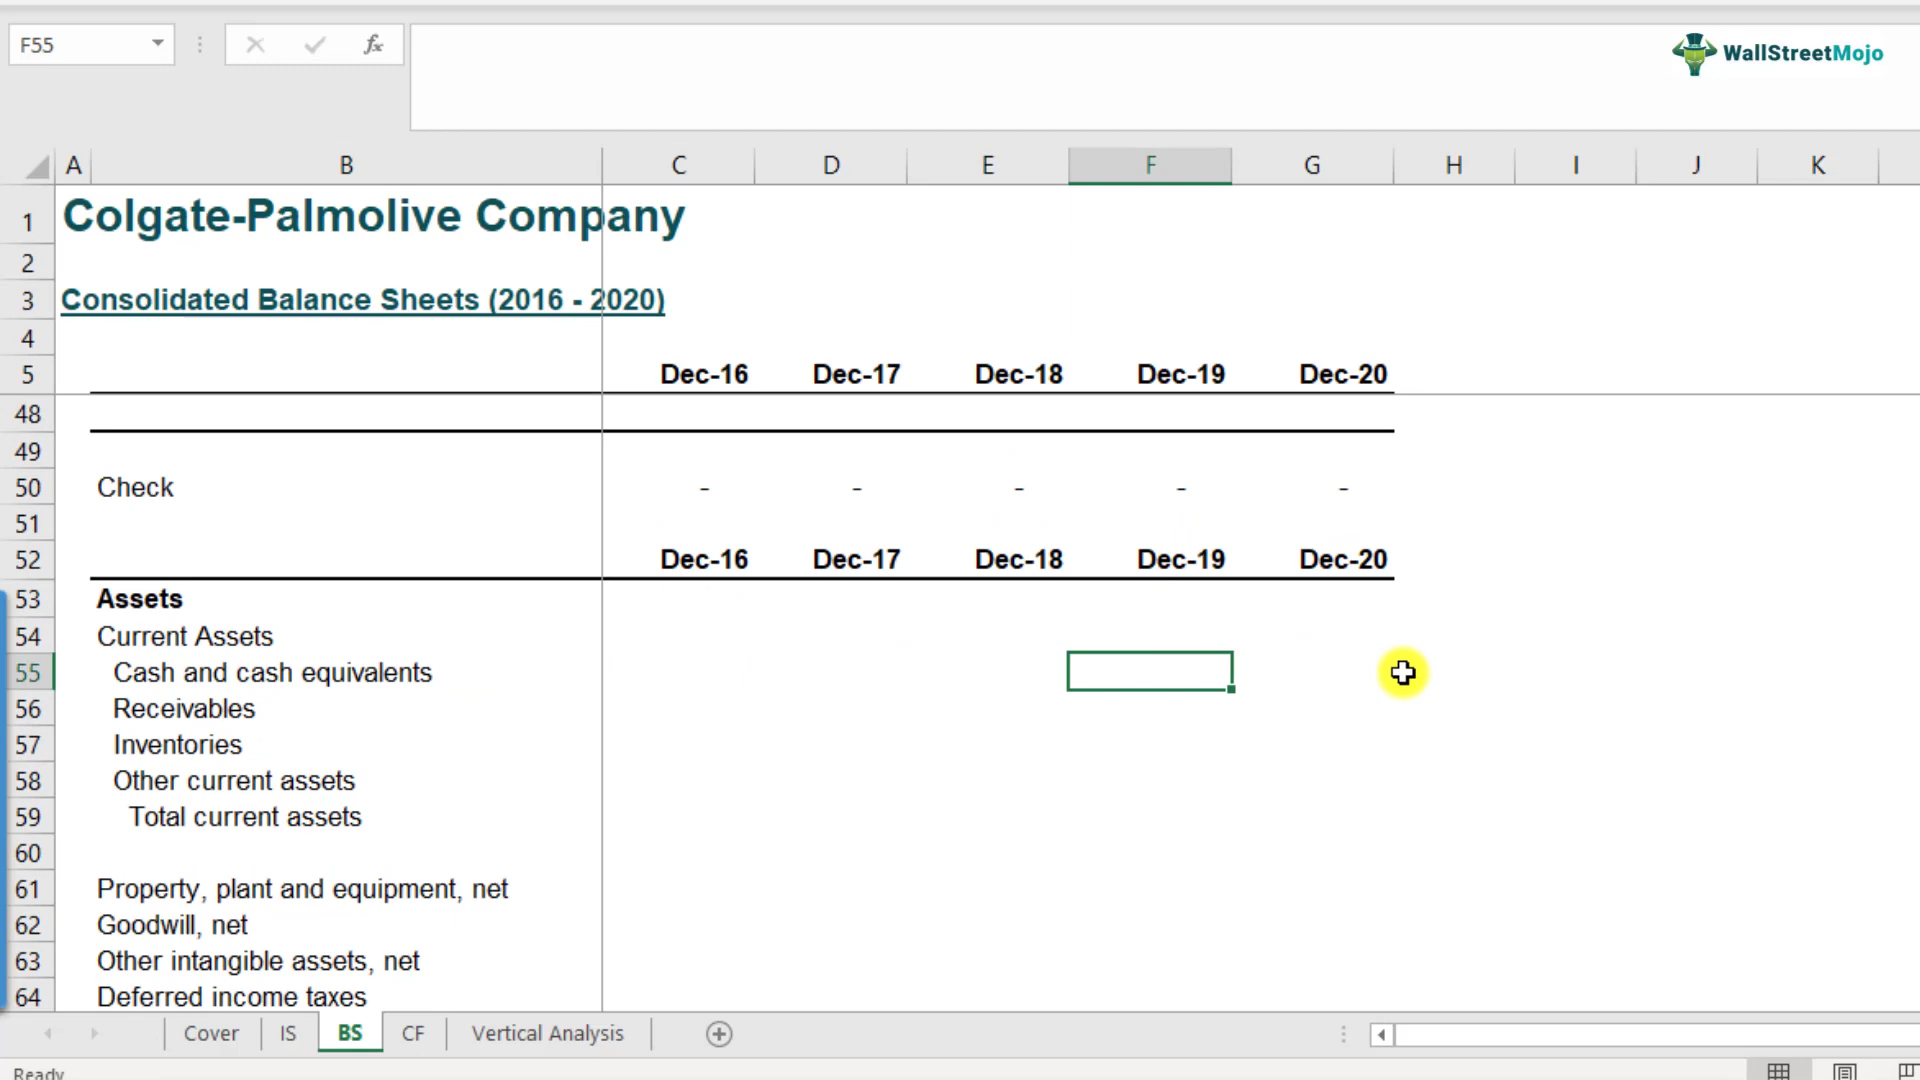 F55
fx
WallStreetMojo
A B C D E F G H I J K
1 Colgate-Palmolive Company
2
3 Consolidated Balance Sheets (2016 - 2020)
4
5 Dec-16 Dec-17 Dec-18 Dec-19 Dec-20
48
49
50 Check - - - - -
51
52 Dec-16 Dec-17 Dec-18 Dec-19 Dec-20
53 Assets
54 Current Assets
55 Cash and cash equivalents
56 Receivables
57 Inventories
58 Other current assets
59 Total current assets
60
61 Property, plant and equipment, net
62 Goodwill, net
63 Other intangible assets, net
64 Deferred income taxes
Cover IS BS CF Vertical Analysis
Ready